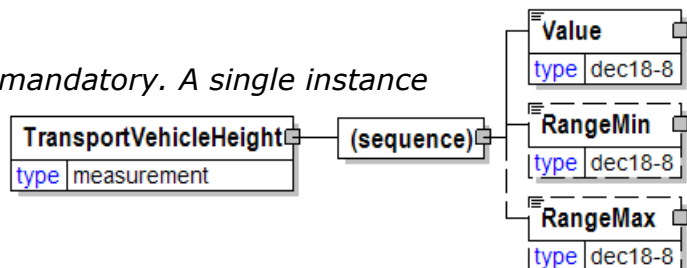 mandatory. A single instance
TransportVehicleHeight
type measurement
(sequence)
Value
type dec18-8
RangeMin
type dec18-8
RangeMax
type dec18-8